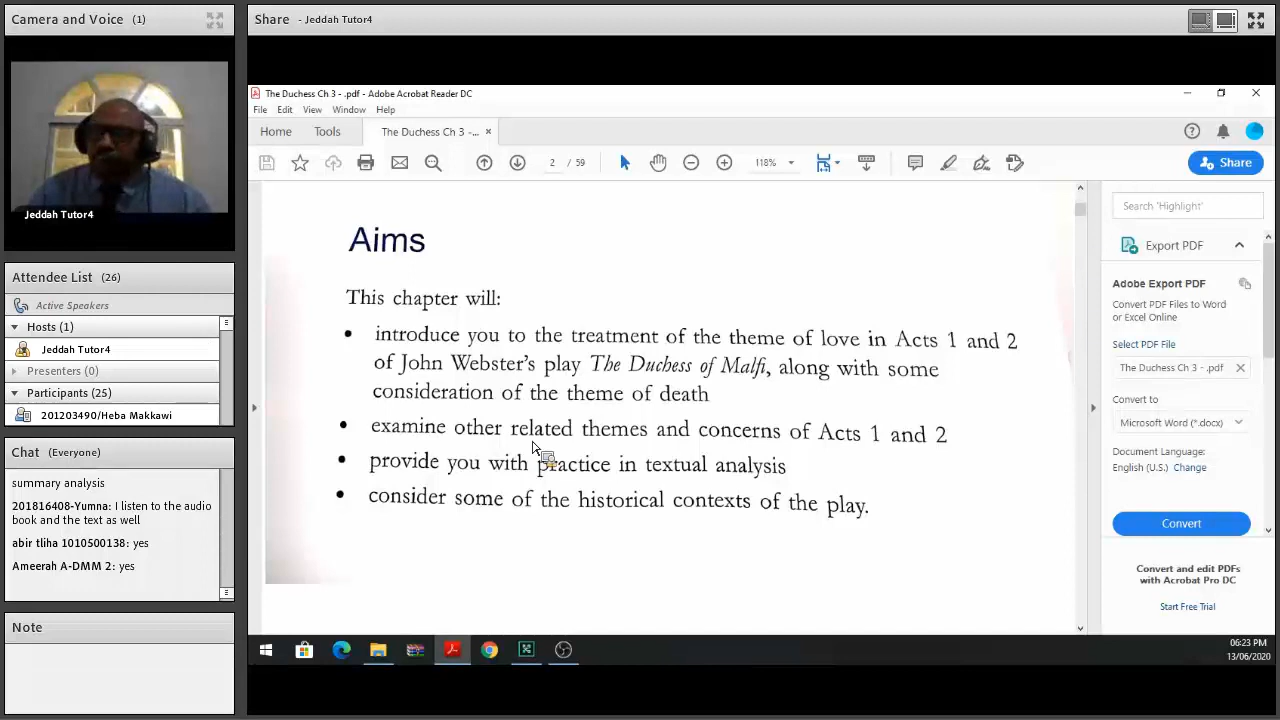 Camera and Voice (1)
Jeddah Tutor4
Attendee List (26)
Active Speakers
Hosts (1)
Jeddah Tutor4
Presenters (0)
Participants (25)
201203490/Heba Makkawi
Chat (Everyone)
summary analysis
201816408-Yumna: I listen to the audio
book and the text as well
abir tliha 1010500138: yes
Ameerah A-DMM 2: yes
Note
Share - Jeddah Tutor4
The Duchess Ch 3 - .pdf - Adobe Acrobat Reader DC
File Edit View Window Help
Home Tools The Duchess Ch 3 -... ×
2 / 59 118% Share
Aims
This chapter will:
• introduce you to the treatment of the theme of love in Acts 1 and 2
of John Webster's play The Duchess of Malfi, along with some
consideration of the theme of death
• examine other related themes and concerns of Acts 1 and 2
• provide you with practice in textual analysis
• consider some of the historical contexts of the play.
Search 'Highlight'
Export PDF
Adobe Export PDF
Convert PDF Files to Word
or Excel Online
Select PDF File
The Duchess Ch 3 - .pdf
Convert to
Microsoft Word (*.docx)
Document Language:
English (U.S.) Change
Convert
Convert and edit PDFs
with Acrobat Pro DC
Start Free Trial
06:23 PM
13/06/2020